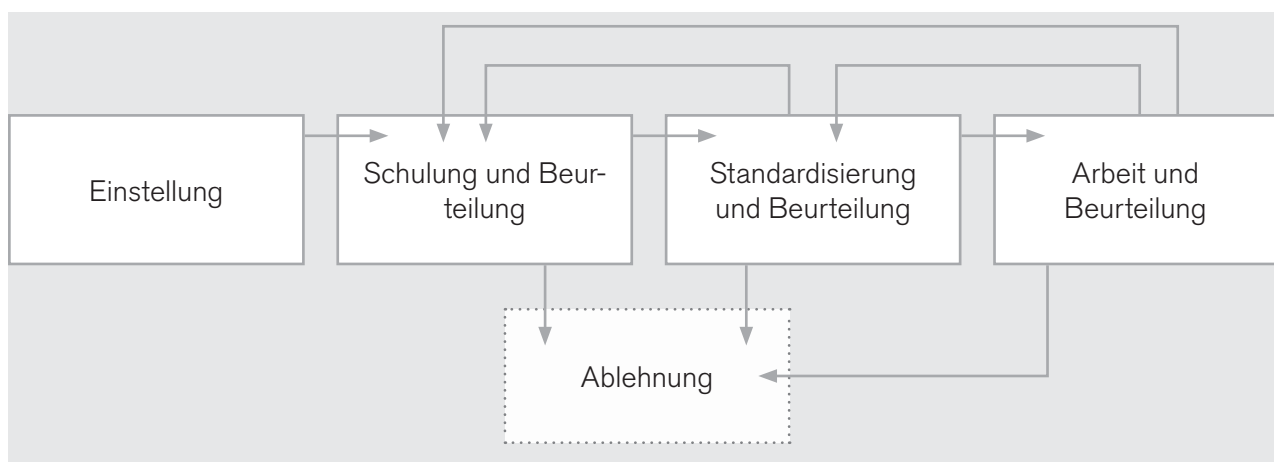 Einstellung
Schulung und Beur-
teilung
Standardisierung
und Beurteilung
Arbeit und
Beurteilung
Ablehnung